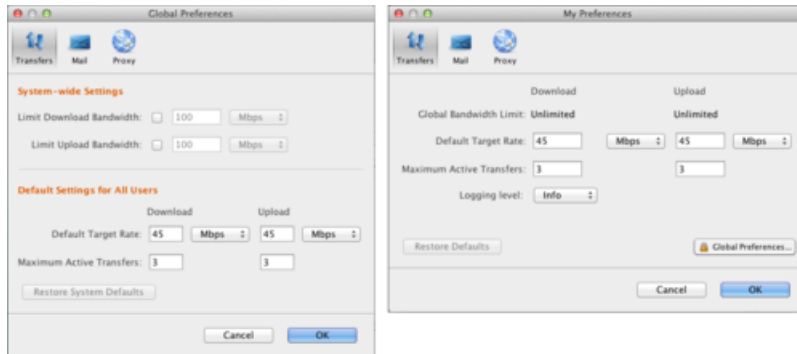 Global Preferences
Transfers Mail Proxy
System-wide Settings
Limit Download Bandwidth: 100 Mbps
Limit Upload Bandwidth: 100 Mbps
Default Settings for All Users
Download Upload
Default Target Rate: 45 Mbps 45 Mbps
Maximum Active Transfers: 3 3
Restore System Defaults
Cancel OK
My Preferences
Transfers Mail Proxy
Download Upload
Global Bandwidth Limit: Unlimited Unlimited
Default Target Rate: 45 Mbps 45 Mbps
Maximum Active Transfers: 3 3
Logging level: Info
Restore Defaults Global Preferences...
Cancel OK